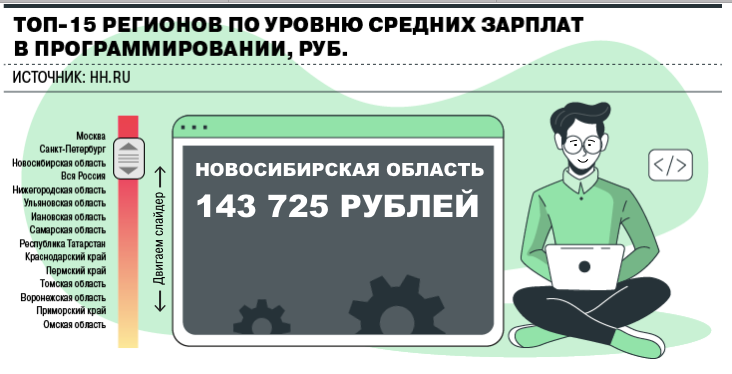 ТОП-15 РЕГИОНОВ ПО УРОВНЮ СРЕДНИХ ЗАРПЛАТ
В ПРОГРАММИРОВАНИИ, РУБ.
ИСТОЧНИК: HH.RU
Москва
Санкт-Петербург
Новосибирская область
Вся Россия
Нижегородская область
Ульяновская область
Иановская область
Самарская область
Республика Татарстан
Краснодарский край
Пермский край
Томская область
Воронежская область
Приморский край
Омская область
Двигаем слайдер
НОВОСИБИРСКАЯ ОБЛАСТЬ
143 725 РУБЛЕЙ
</>